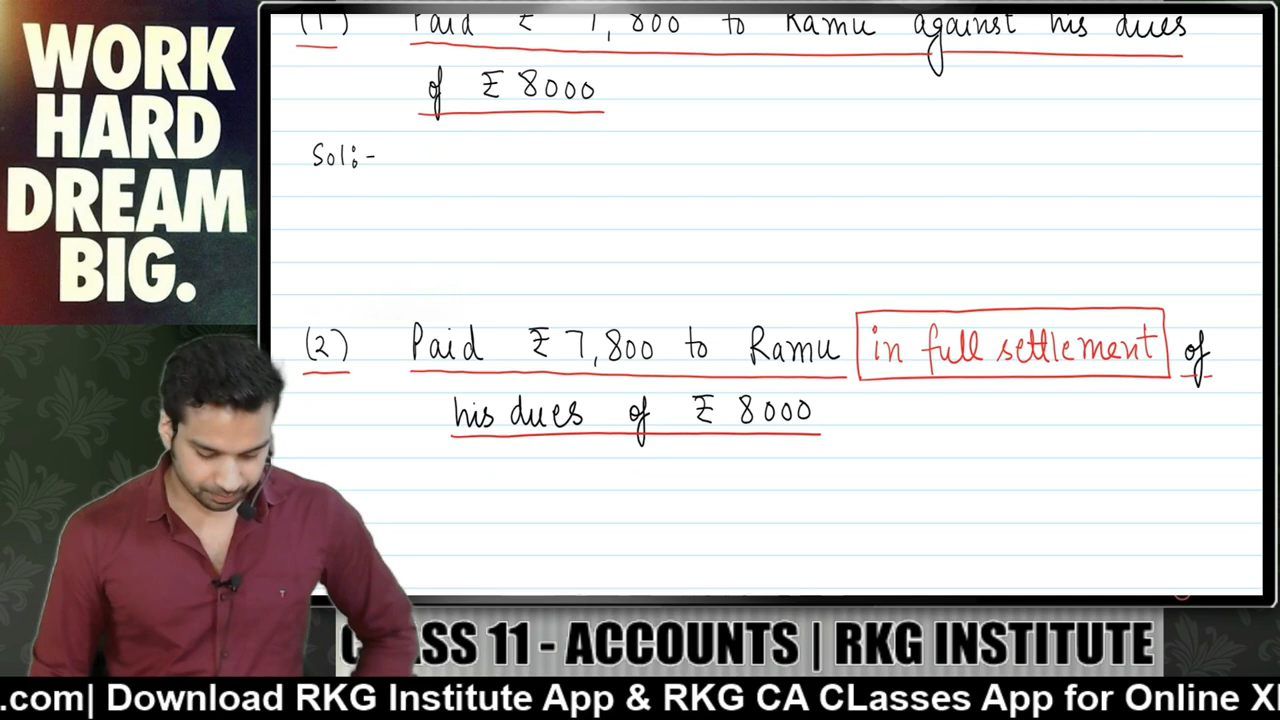 WORK
HARD
DREAM
BIG.
(1) Paid ₹ 7,800 to Ramu against his dues
of ₹ 8000
Sol:-
(2) Paid ₹ 7,800 to Ramu in full settlement of
his dues of ₹ 8000
CLASS 11 - ACCOUNTS | RKG INSTITUTE
.com| Download RKG Institute App & RKG CA CLasses App for Online XI